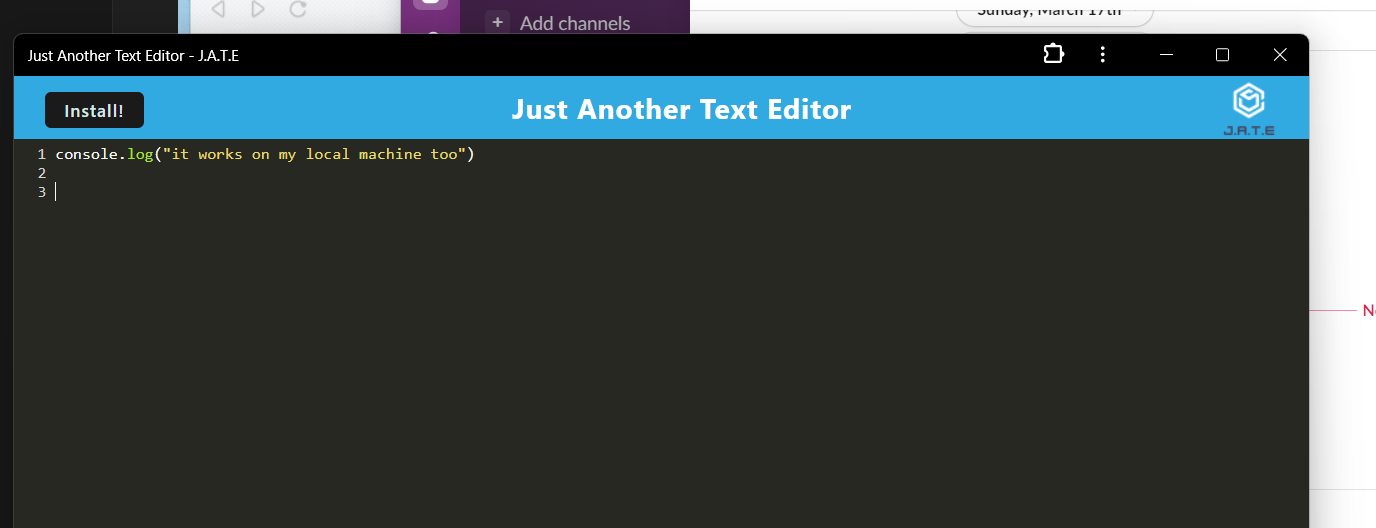 Add channels
Sunday, March 17th
Just Another Text Editor - J.A.T.E
Install!
Just Another Text Editor
J.A.T.E
1 console.log("it works on my local machine too")
2
3